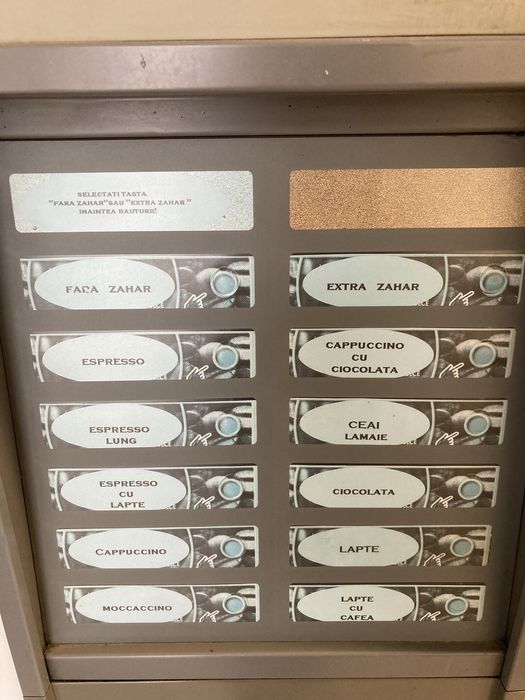 SELECTATI TASTA
"FARA ZAHAR"SAU "EXTRA ZAHAR"
INAINTEA BAUTURII!
FARA ZAHAR
EXTRA ZAHAR
ESPRESSO
CAPPUCCINO
CU
CIOCOLATA
ESPRESSO
LUNG
CEAI
LAMAIE
ESPRESSO
CU
LAPTE
CIOCOLATA
CAPPUCCINO
LAPTE
MOCCACCINO
LAPTE
CU
CAFEA